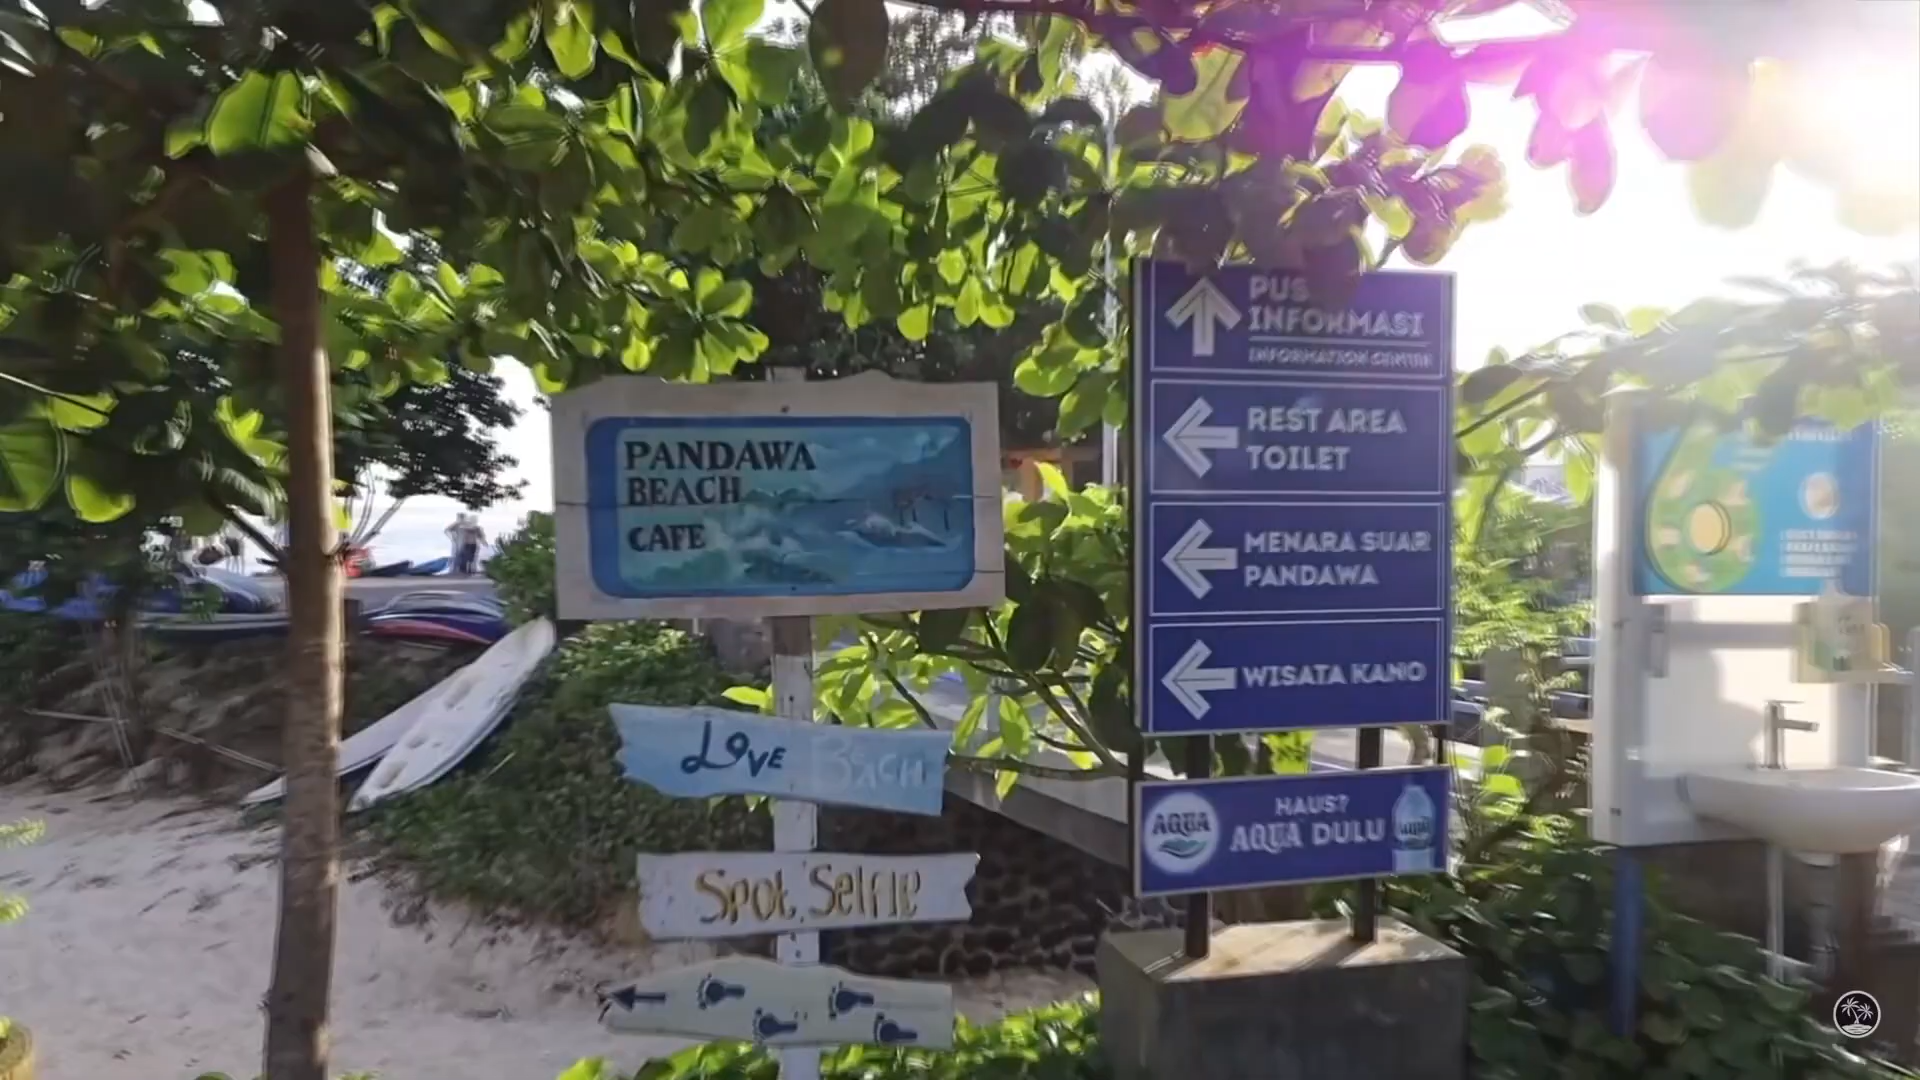 PANDAWA
BEACH
CAFE
LOVE BEACH
Spot Selfie
INFORMASI
INFORMATION CENTRE
REST AREA
TOILET
MENARA SUAR
PANDAWA
WISATA KANO
AQUA
HAUS?
AQUA DULU